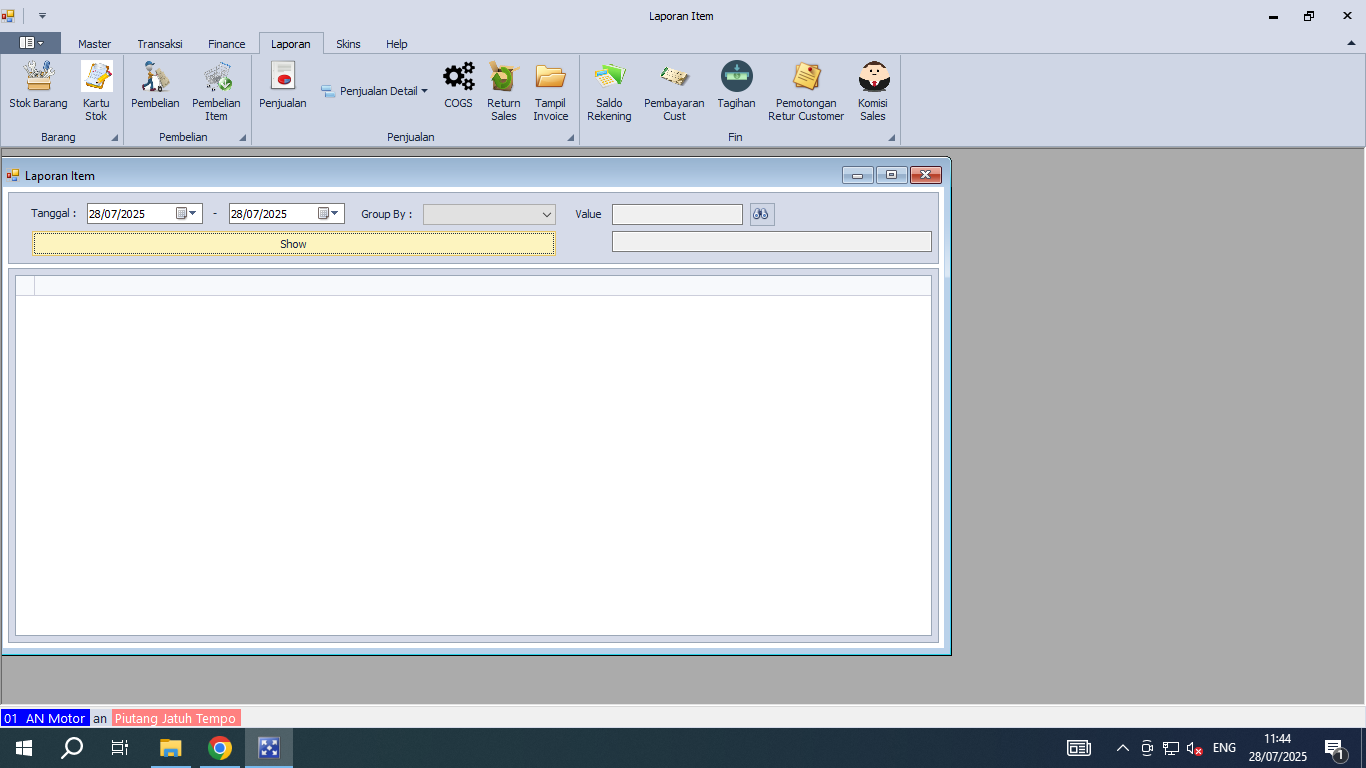 Laporan Item
Master Transaksi Finance Laporan Skins Help
Stok Barang Kartu Stok Pembelian Pembelian Item Penjualan Penjualan Detail COGS Return Sales Tampil Invoice Saldo Rekening Pembayaran Cust Tagihan Pemotongan Retur Customer Komisi Sales
Barang Pembelian Penjualan Fin
Laporan Item
Tanggal : 28/07/2025 - 28/07/2025 Group By : Value
Show
01 AN Motor an Piutang Jatuh Tempo
ENG 11:44
28/07/2025 1